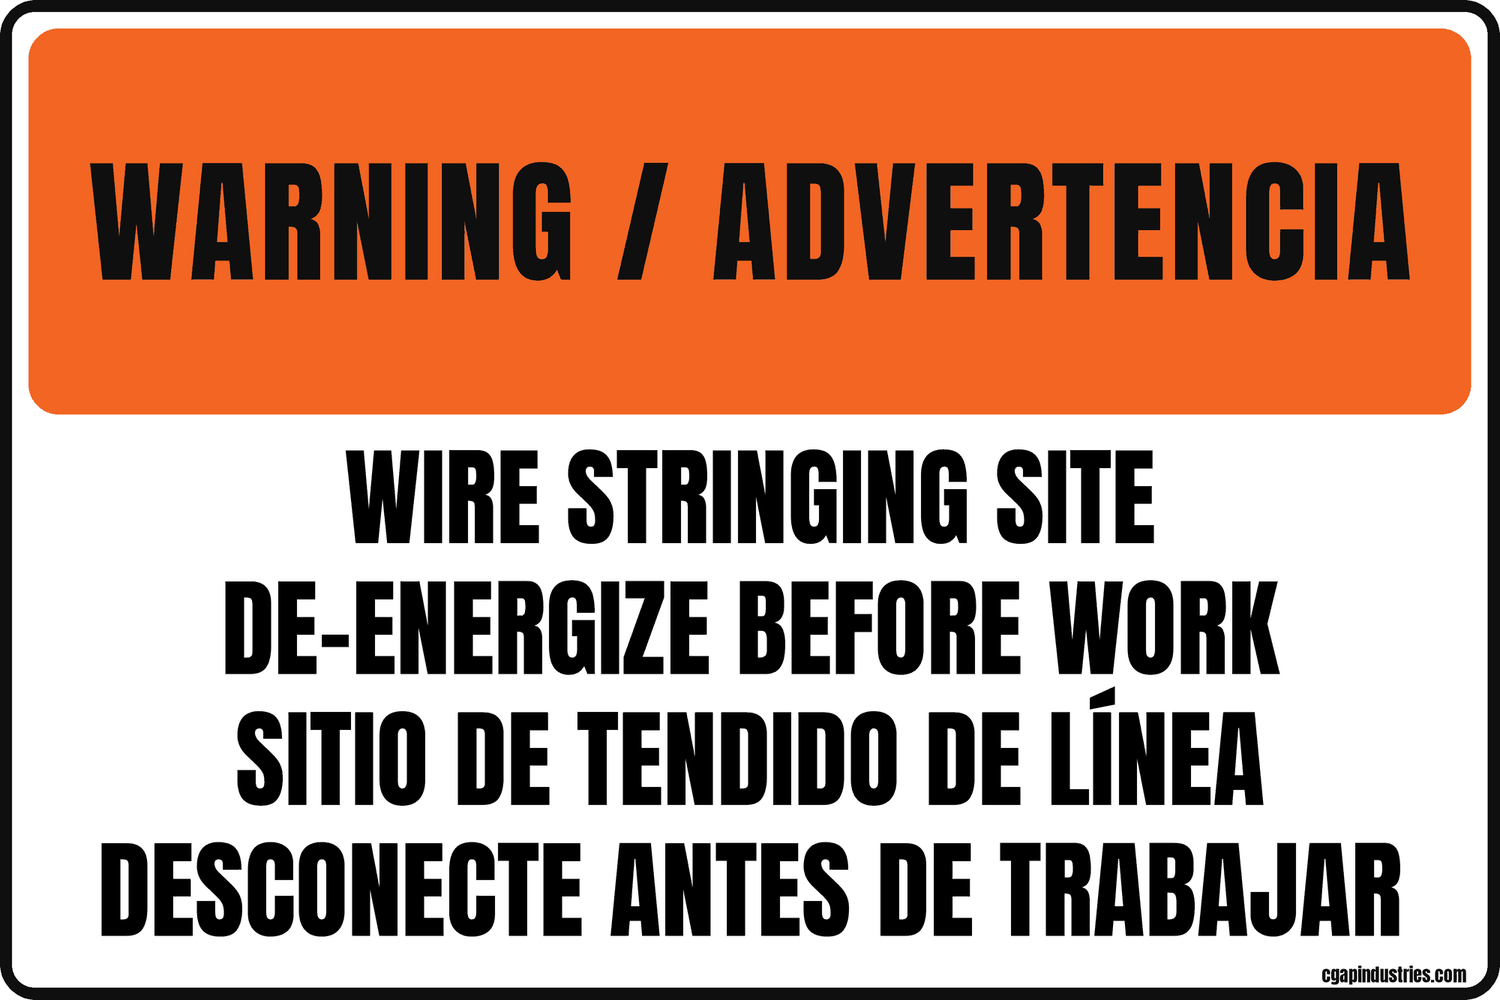 WARNING / ADVERTENCIA
WIRE STRINGING SITE
DE-ENERGIZE BEFORE WORK
SITIO DE TENDIDO DE LÍNEA
DESCONECTE ANTES DE TRABAJAR
cgapindustries.com